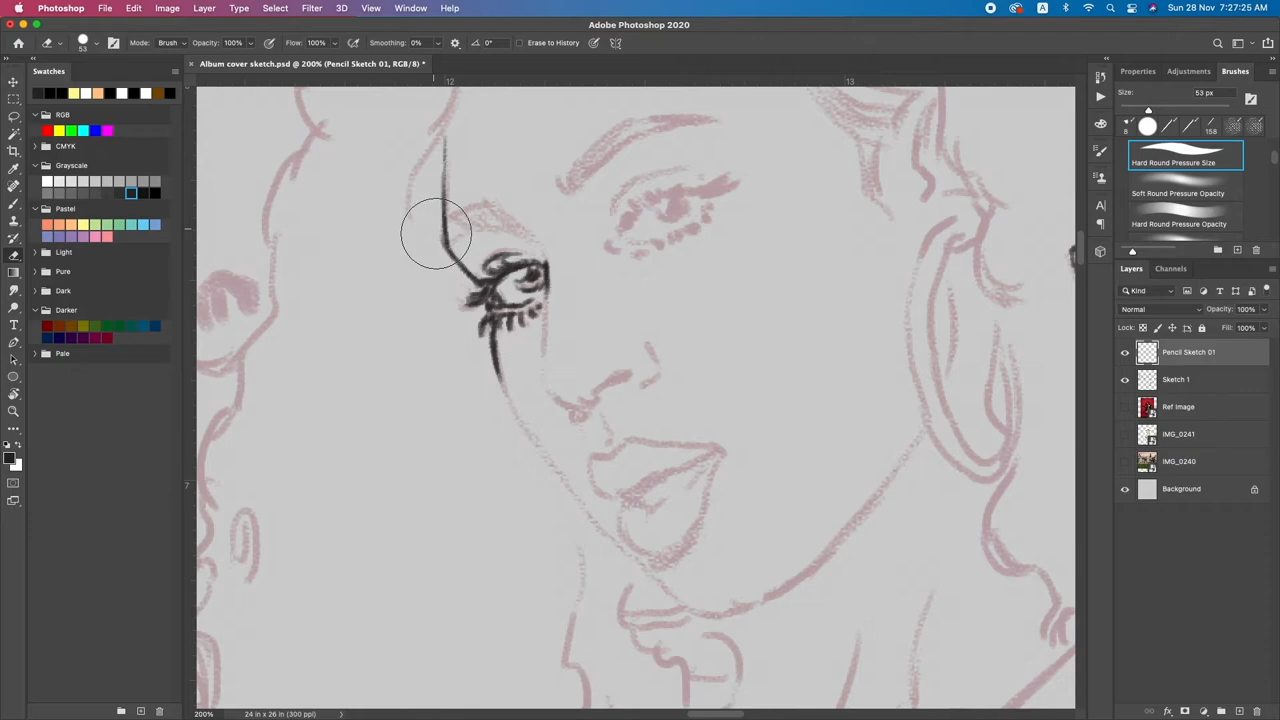 Photoshop File Edit Image Layer Type Select Filter 3D View Window Help A Sun 28 Nov 7:27:25 AM
Adobe Photoshop 2020
53 Mode: Brush Opacity: 100% Flow: 100% Smoothing: 0% 0° Erase to History
Swatches
Album cover sketch.psd @ 200% (Pencil Sketch 01, RGB/8) *
Properties Adjustments Brushes
12 13
Size: 53 px
8 158
Hard Round Pressure Size
Soft Round Pressure Opacity
Hard Round Pressure Opacity
RGB
CMYK
Grayscale
Pastel
Light
Pure
Dark
Darker
Pale
7
Layers Channels
Kind
Normal Opacity: 100%
Lock: Fill: 100%
Pencil Sketch 01
Sketch 1
Ref Image
IMG_0241
IMG_0240
Background
200% 24 in x 26 in (300 ppi)